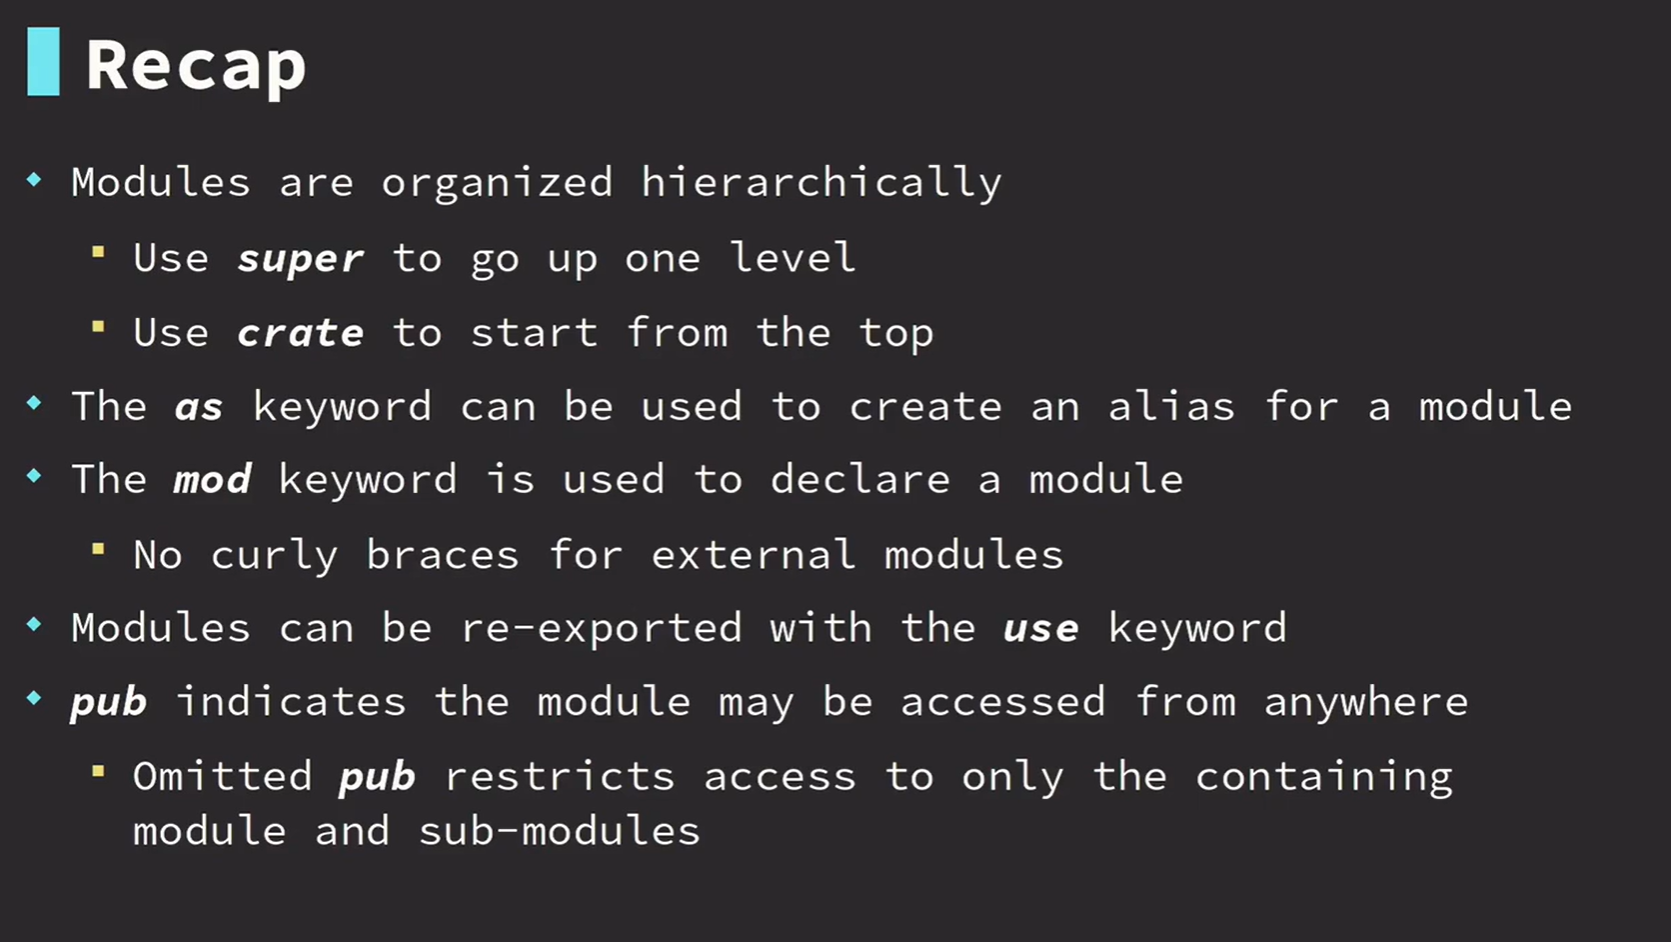 Recap
Modules are organized hierarchically
Use super to go up one level
Use crate to start from the top
The as keyword can be used to create an alias for a module
The mod keyword is used to declare a module
No curly braces for external modules
Modules can be re-exported with the use keyword
pub indicates the module may be accessed from anywhere
Omitted pub restricts access to only the containing
module and sub-modules